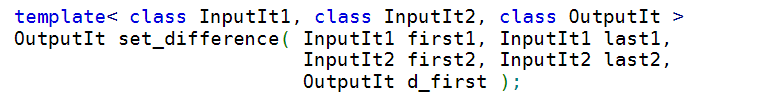 template< class InputIt1, class InputIt2, class OutputIt >
OutputIt set_difference( InputIt1 first1, InputIt1 last1,
                         InputIt2 first2, InputIt2 last2,
                         OutputIt d_first );